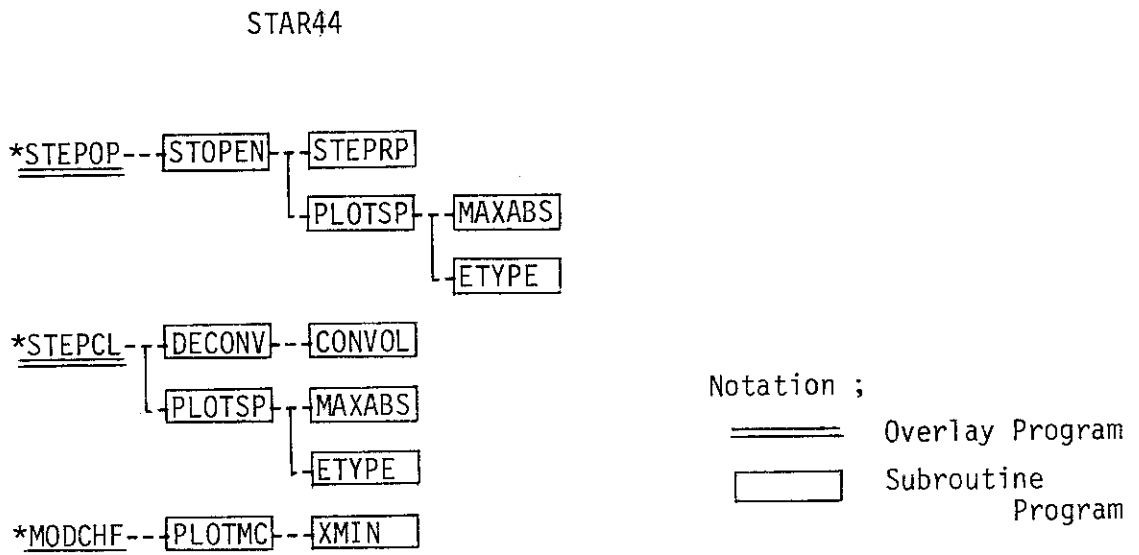 STAR44
*STEPOP---STOPEN---STEPRP
PLOTSP---MAXABS
ETYPE
*STEPCL---DECONV---CONVOL
PLOTSP---MAXABS
ETYPE
*MODCHF---PLOTMC---XMIN
Notation ;
Overlay Program
Subroutine
Program